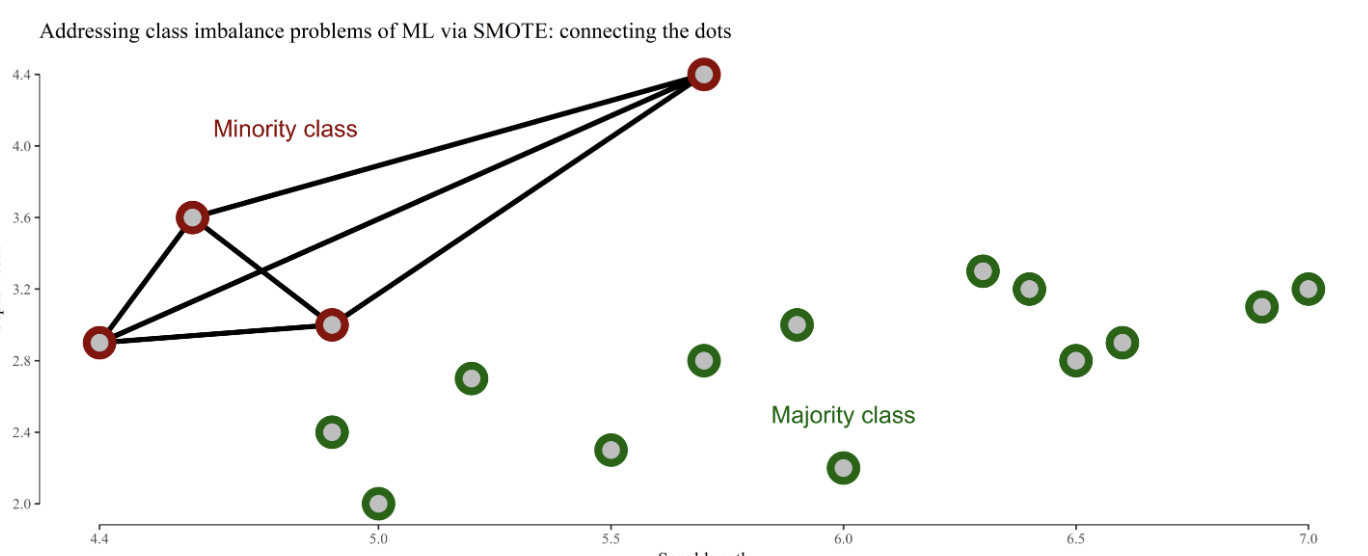 Addressing class imbalance problems of ML via SMOTE: connecting the dots
4.4
Minority class
4.0
3.6
3.2
2.8
Majority class
2.4
2.0
4.4 5.0 5.5 6.0 6.5 7.0